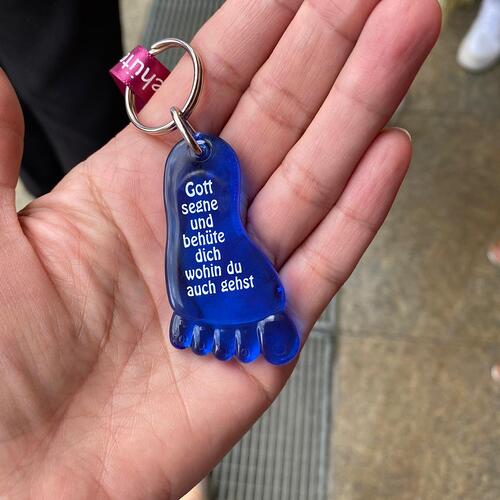 Gott
segne
und
behüte
dich
wohin du
auch gehst